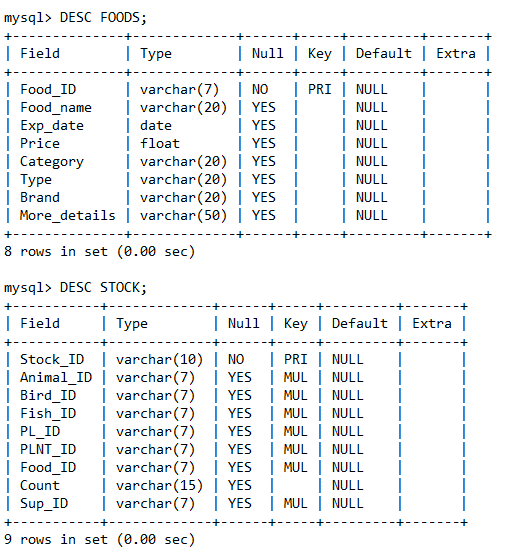 mysql> DESC FOODS;
+--------------+-------------+------+-----+---------+-------+
| Field        | Type        | Null | Key | Default | Extra |
+--------------+-------------+------+-----+---------+-------+
| Food_ID      | varchar(7)  | NO   | PRI | NULL    |       |
| Food_name    | varchar(20) | YES  |     | NULL    |       |
| Exp_date     | date        | YES  |     | NULL    |       |
| Price        | float       | YES  |     | NULL    |       |
| Category     | varchar(20) | YES  |     | NULL    |       |
| Type         | varchar(20) | YES  |     | NULL    |       |
| Brand        | varchar(20) | YES  |     | NULL    |       |
| More_details | varchar(50) | YES  |     | NULL    |       |
+--------------+-------------+------+-----+---------+-------+
8 rows in set (0.00 sec)

mysql> DESC STOCK;
+-----------+-------------+------+-----+---------+-------+
| Field     | Type        | Null | Key | Default | Extra |
+-----------+-------------+------+-----+---------+-------+
| Stock_ID  | varchar(10) | NO   | PRI | NULL    |       |
| Animal_ID | varchar(7)  | YES  | MUL | NULL    |       |
| Bird_ID   | varchar(7)  | YES  | MUL | NULL    |       |
| Fish_ID   | varchar(7)  | YES  | MUL | NULL    |       |
| PL_ID     | varchar(7)  | YES  | MUL | NULL    |       |
| PLNT_ID   | varchar(7)  | YES  | MUL | NULL    |       |
| Food_ID   | varchar(7)  | YES  | MUL | NULL    |       |
| Count     | varchar(15) | YES  |     | NULL    |       |
| Sup_ID    | varchar(7)  | YES  | MUL | NULL    |       |
+-----------+-------------+------+-----+---------+-------+
9 rows in set (0.00 sec)